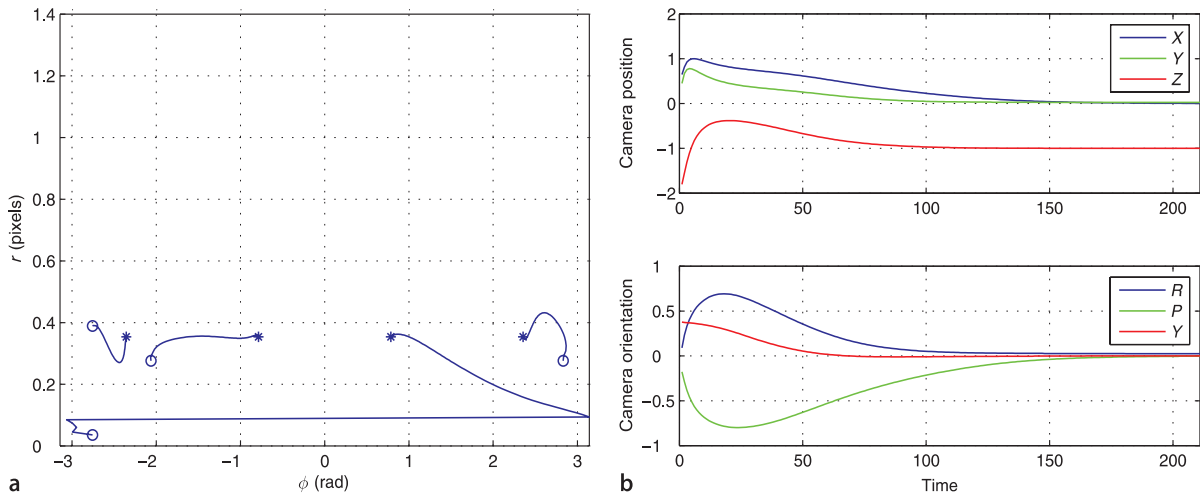 1.4
1.2
1
0.8
0.6
0.4
0.2
0
r (pixels)
−3 −2 −1 0 1 2 3
ϕ (rad)
a
2
1
0
−1
−2
Camera position
X
Y
Z
0 50 100 150 200
1
0.5
0
−0.5
−1
Camera orientation
R
P
Y
0 50 100 150 200
Time
b